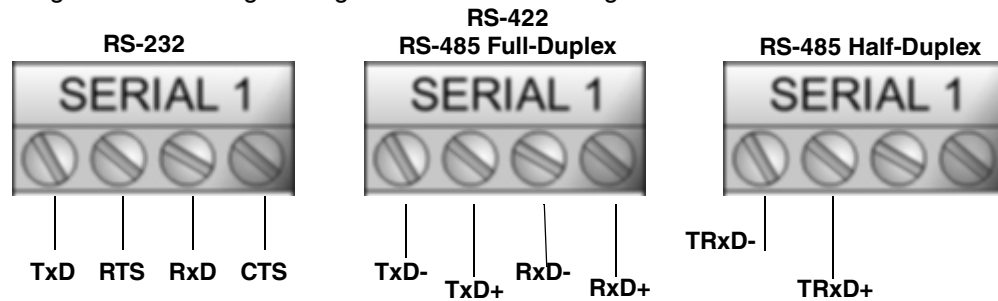 RS-232
SERIAL 1
TxD RTS RxD CTS
RS-422
RS-485 Full-Duplex
SERIAL 1
TxD- TxD+ RxD- RxD+
RS-485 Half-Duplex
SERIAL 1
TRxD-
TRxD+